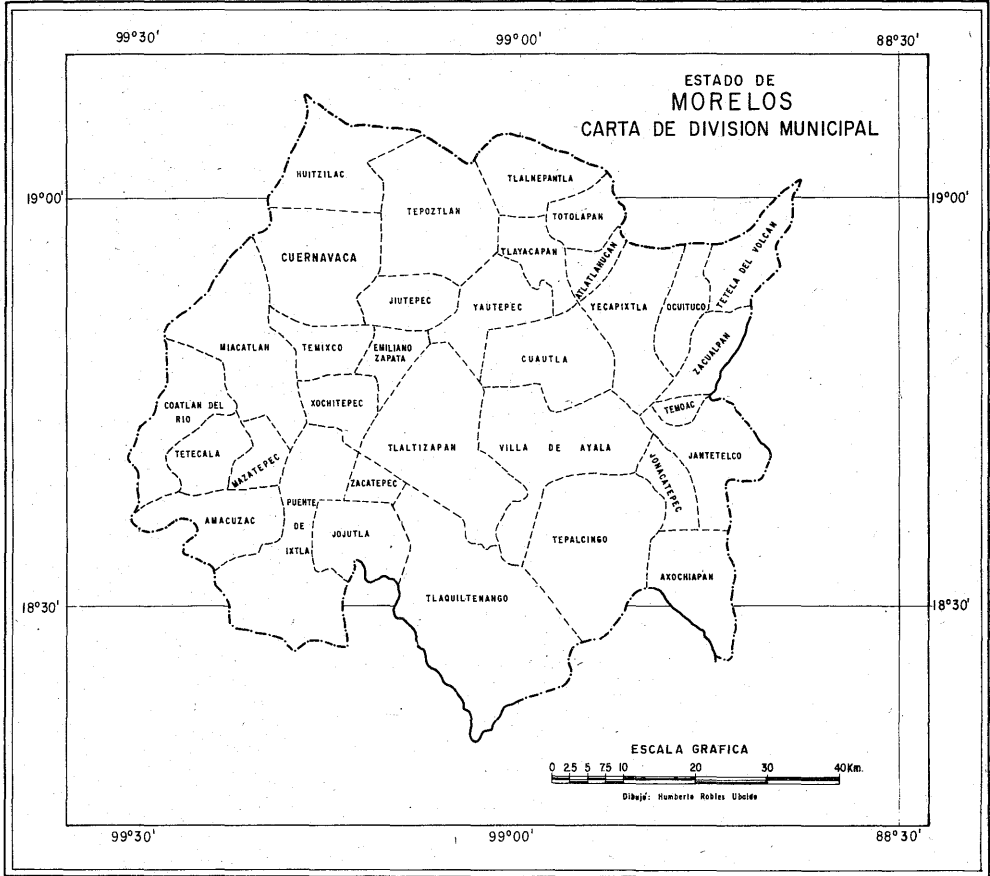 99°30'
99°00'
88°30'
ESTADO DE
MORELOS
CARTA DE DIVISION MUNICIPAL
19°00'
19°00'
HUITZILAC
TLALNEPANTLA
TEPOZTLAN
TOTOLAPAN
CUERNAVACA
TLAYACAPAN
ATLATLAHUCAN
TETELA DEL VOLCAN
JIUTEPEC
YAUTEPEC
YECAPIXTLA
OCUITUCO
MIACATLAN
TEMIXCO
EMILIANO
ZAPATA
CUAUTLA
ZACUALPAN
COATLAN DEL
RIO
XOCHITEPEC
TEMOAC
TETECALA
MAZATEPEC
TLALTIZAPAN
VILLA DE AYALA
JONACATEPEC
JANTETELCO
ZACATEPEC
AMACUZAC
PUENTE
DE
IXTLA
JOJUTLA
TEPALCINGO
AXOCHIAPAN
TLAQUILTENANGO
18°30'
18°30'
ESCALA GRAFICA
0 2.5 5 7.5 10 20 30 40Km.
Dibujó: Humberto Robles Ubaldo
99°30'
99°00'
88°30'